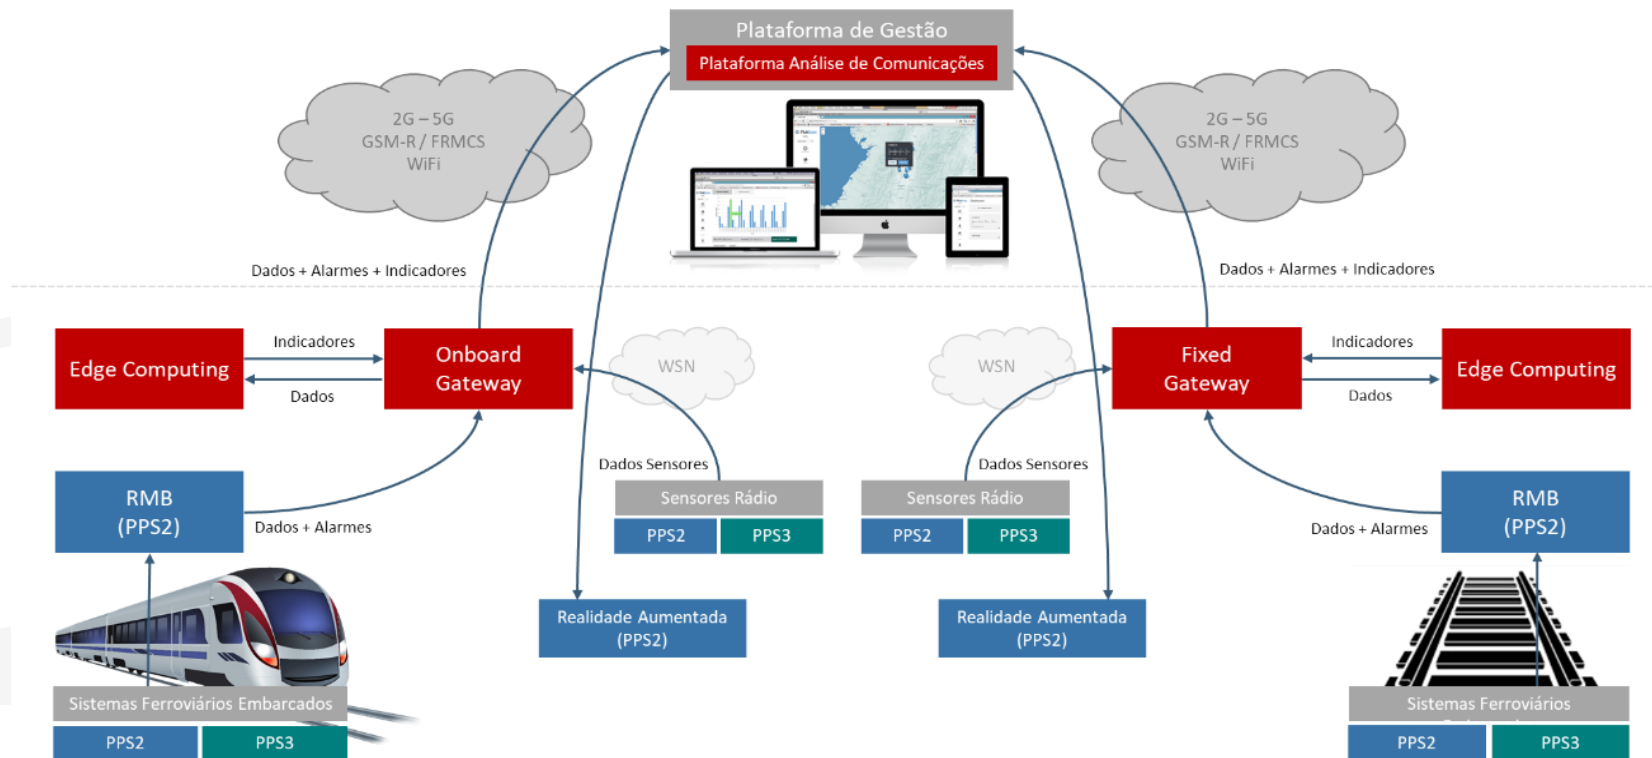 Plataforma de Gestão
Plataforma Análise de Comunicações
2G – 5G
GSM-R / FRMCS
WiFi
2G – 5G
GSM-R / FRMCS
WiFi
Dados + Alarmes + Indicadores
Dados + Alarmes + Indicadores
Edge Computing
Indicadores
Dados
Onboard
Gateway
WSN
WSN
Fixed
Gateway
Indicadores
Dados
Edge Computing
Dados Sensores
Dados Sensores
RMB
(PPS2)
Dados + Alarmes
Sensores Rádio
PPS2
PPS3
Sensores Rádio
PPS2
PPS3
Dados + Alarmes
RMB
(PPS2)
Realidade Aumentada
(PPS2)
Realidade Aumentada
(PPS2)
Sistemas Ferroviários Embarcados
PPS2
PPS3
Sistemas Ferroviários
PPS2
PPS3